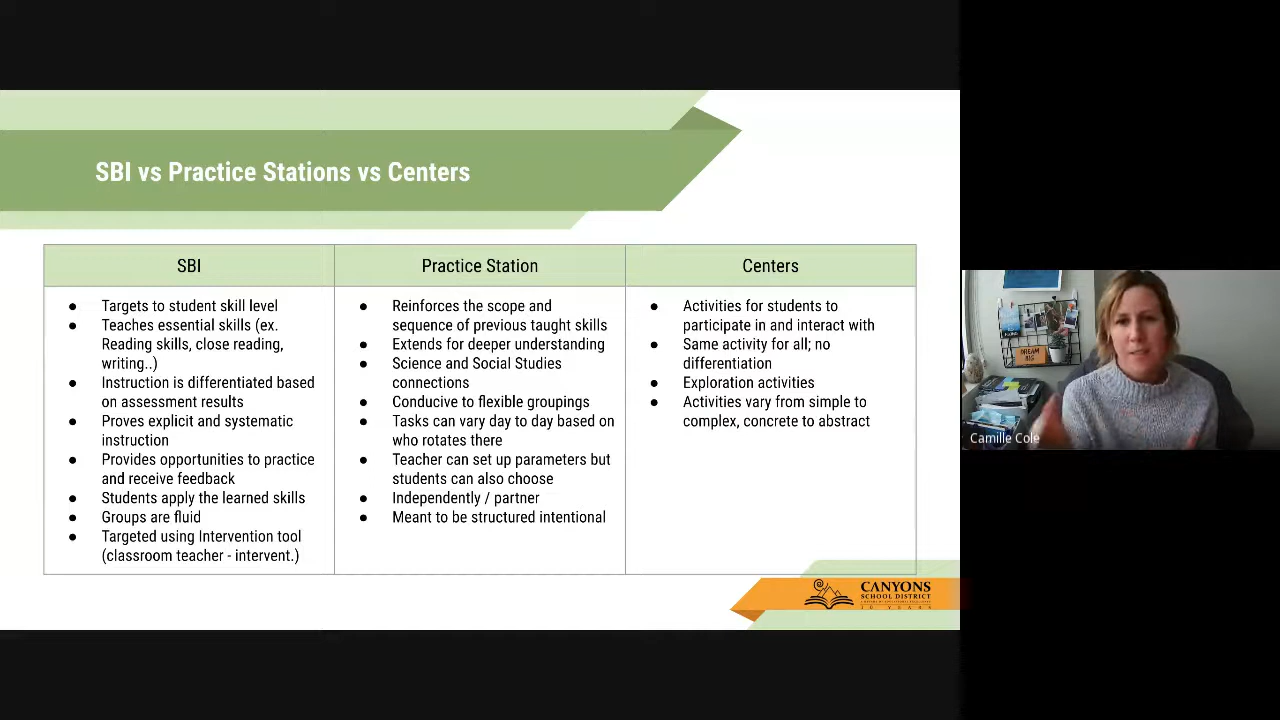 SBI vs Practice Stations vs Centers
SBI
Practice Station
Centers
● Targets to student skill level
● Teaches essential skills (ex.
Reading skills, close reading,
writing..)
● Instruction is differentiated based
on assessment results
● Proves explicit and systematic
instruction
● Provides opportunities to practice
and receive feedback
● Students apply the learned skills
● Groups are fluid
● Targeted using Intervention tool
(classroom teacher - intervent.)
● Reinforces the scope and
sequence of previous taught skills
● Extends for deeper understanding
● Science and Social Studies
connections
● Conducive to flexible groupings
● Tasks can vary day to day based on
who rotates there
● Teacher can set up parameters but
students can also choose
● Independently / partner
● Meant to be structured intentional
● Activities for students to
participate in and interact with
● Same activity for all; no
differentiation
● Exploration activities
● Activities vary from simple to
complex, concrete to abstract
CANYONS
SCHOOL DISTRICT
DREAM
BIG
Camille Cole